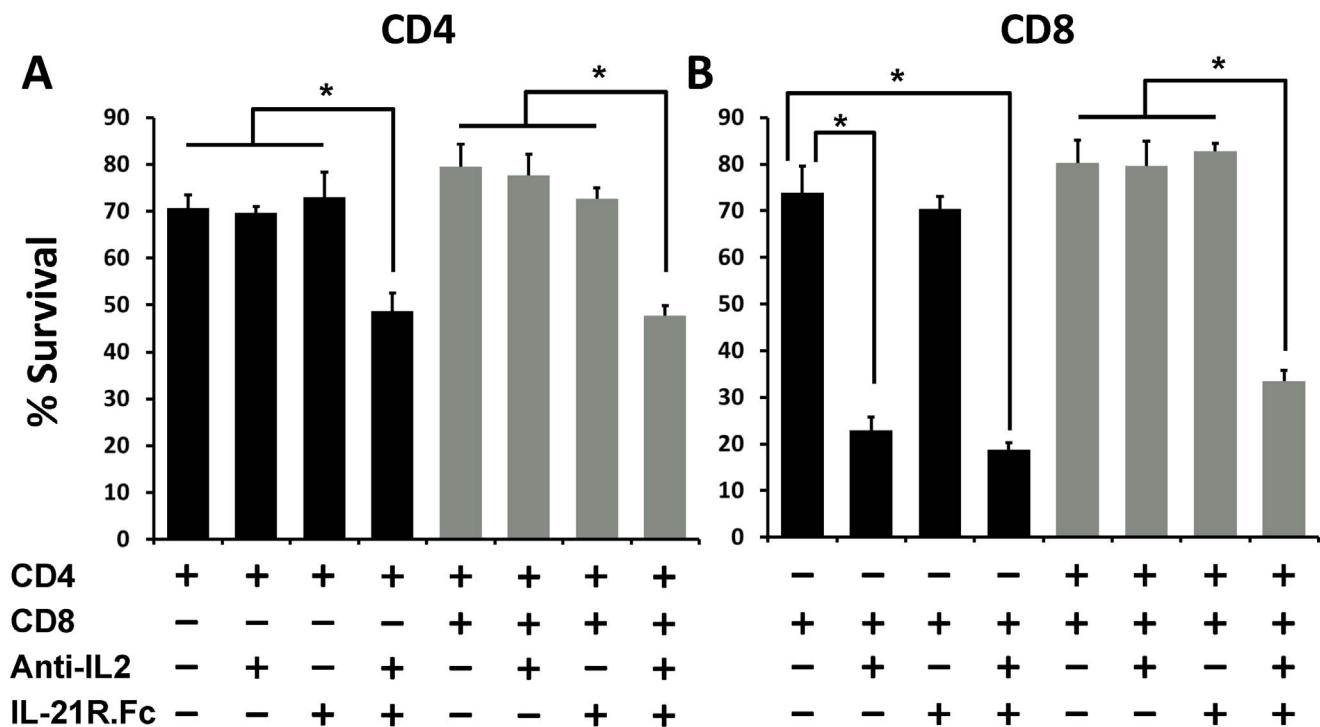 CD4 CD8
A B
* * * * *
90 90
80 80
70 70
60 60
50 50
40 40
30 30
20 20
10 10
0 0
% Survival
CD4 + + + + + + + + − − − − + + + +
CD8 − − − − + + + + + + + + + + + +
Anti-IL2 − + − + − + − + − + − + − + − +
IL-21R.Fc − − + + − − + + − − + + − − + +